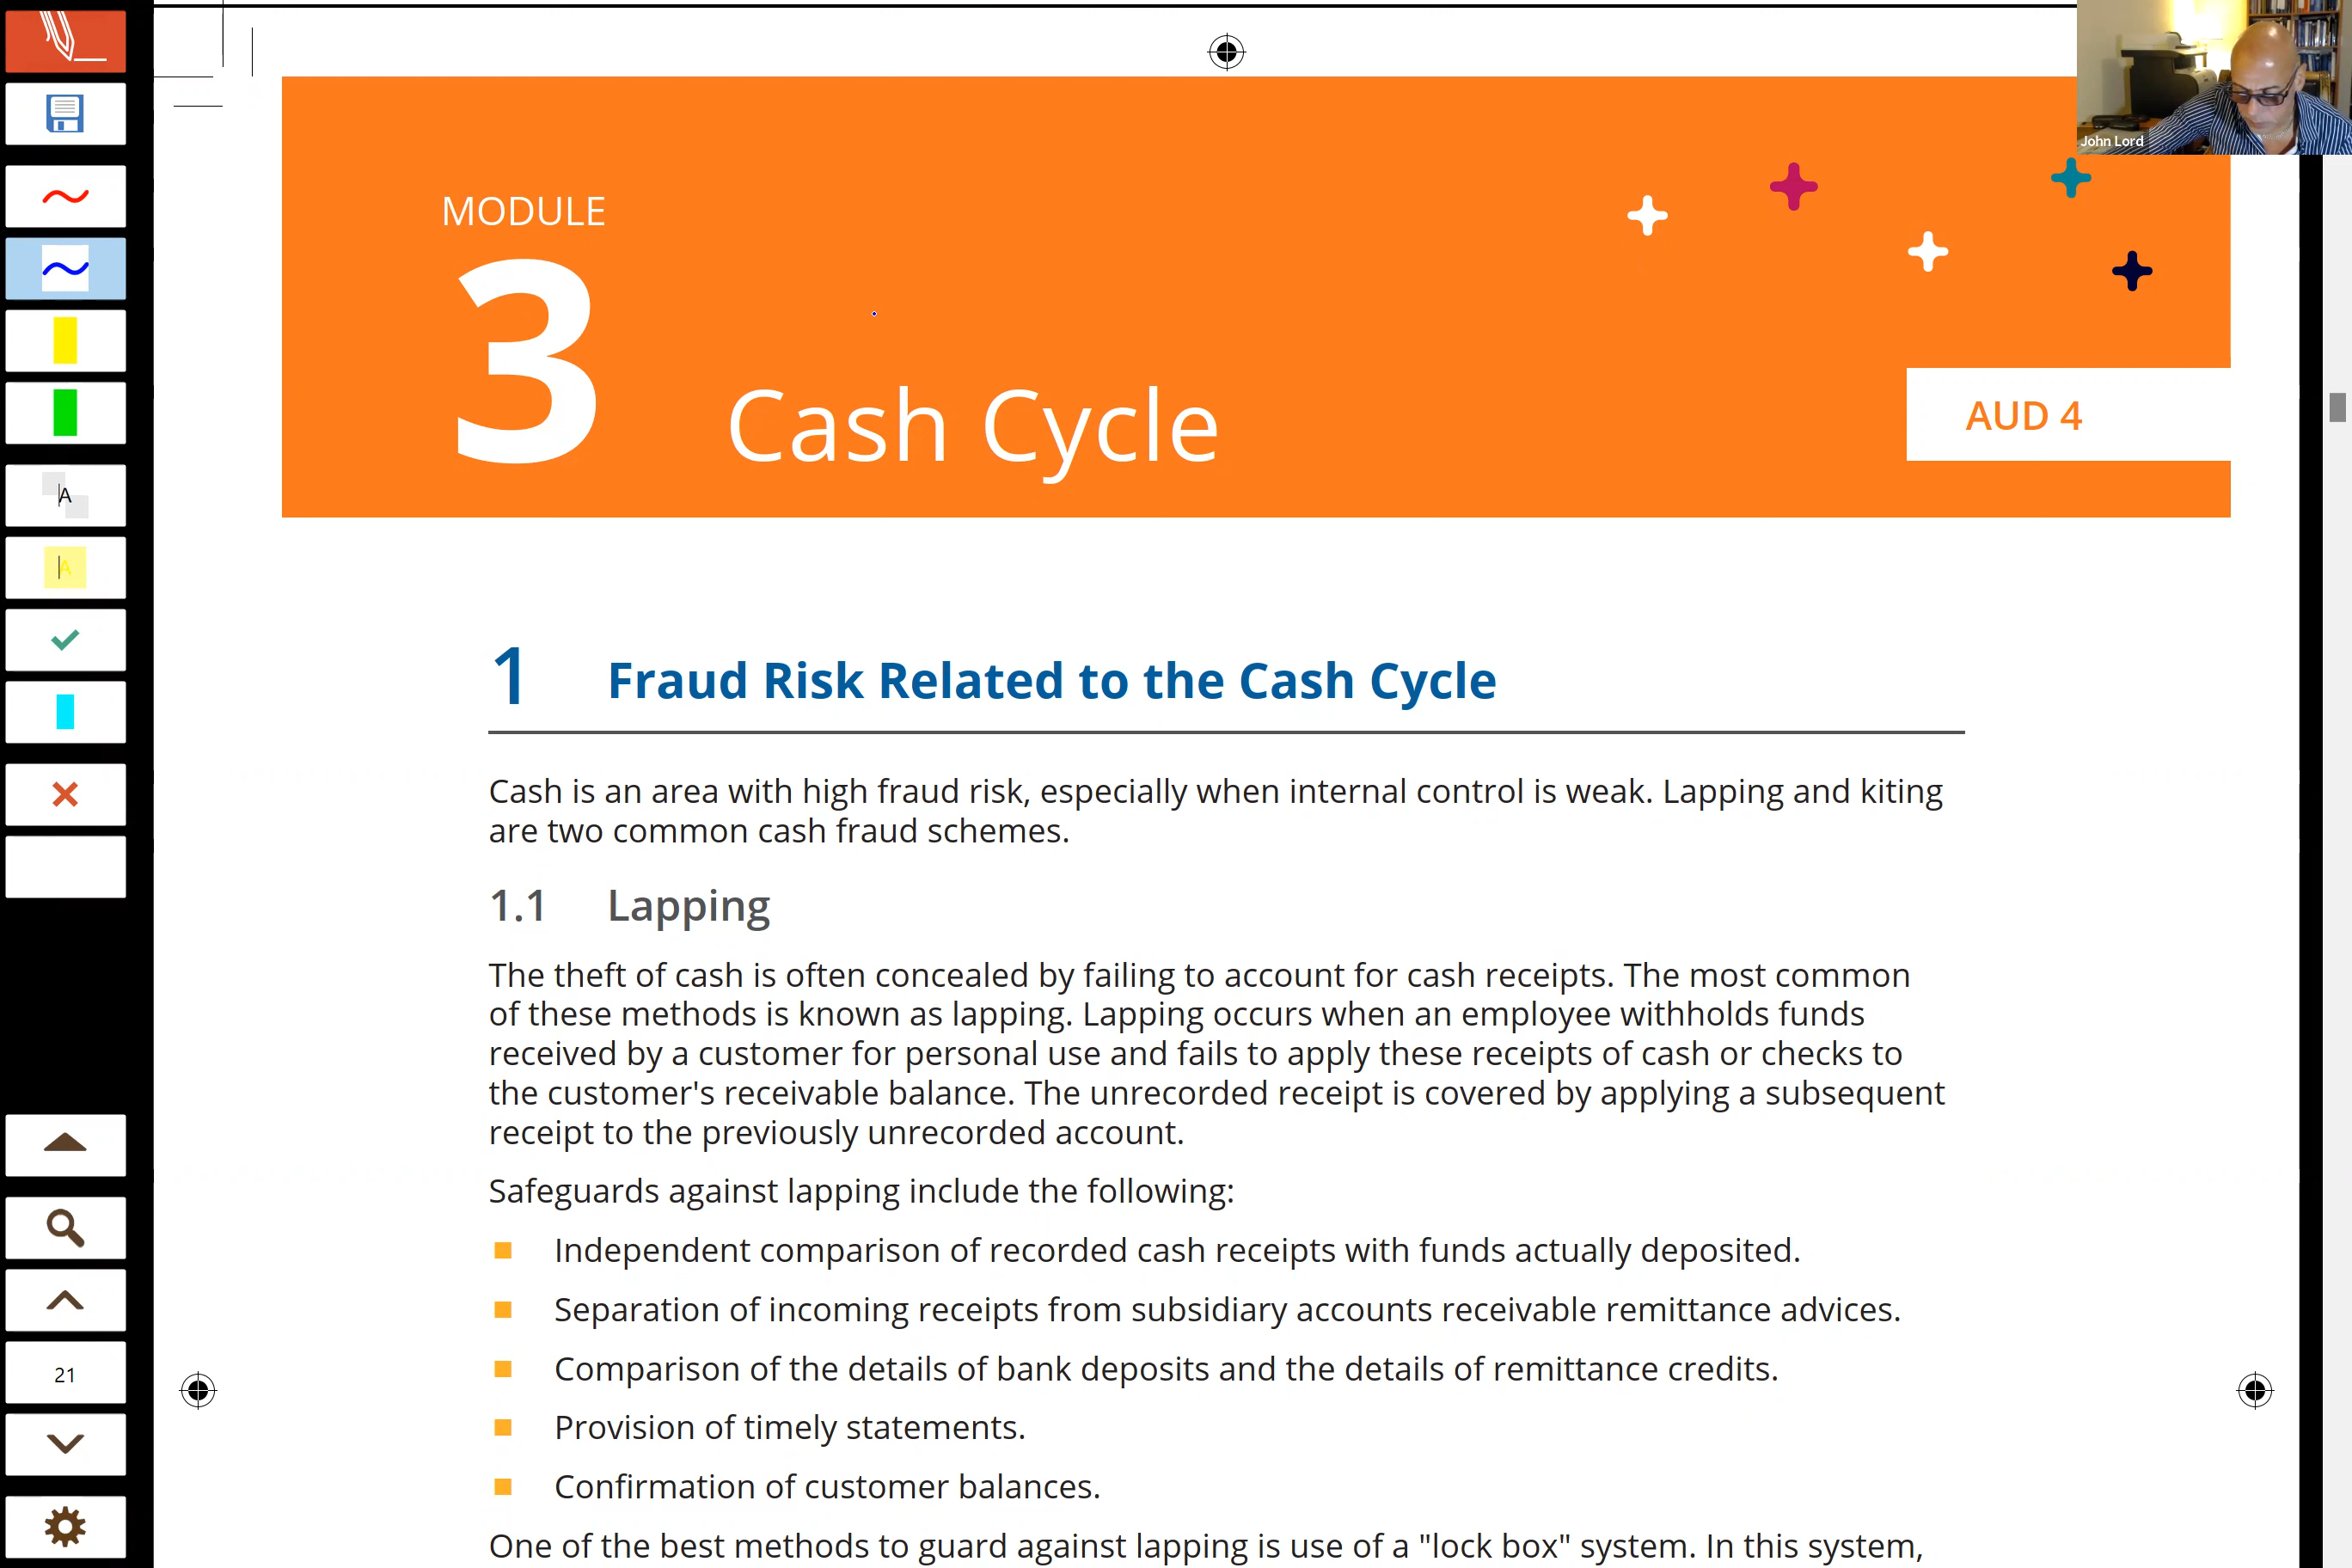 John Lord
MODULE
3 Cash Cycle
AUD 4
1 Fraud Risk Related to the Cash Cycle
Cash is an area with high fraud risk, especially when internal control is weak. Lapping and kiting
are two common cash fraud schemes.
1.1 Lapping
The theft of cash is often concealed by failing to account for cash receipts. The most common
of these methods is known as lapping. Lapping occurs when an employee withholds funds
received by a customer for personal use and fails to apply these receipts of cash or checks to
the customer's receivable balance. The unrecorded receipt is covered by applying a subsequent
receipt to the previously unrecorded account.
Safeguards against lapping include the following:
Independent comparison of recorded cash receipts with funds actually deposited.
Separation of incoming receipts from subsidiary accounts receivable remittance advices.
Comparison of the details of bank deposits and the details of remittance credits.
Provision of timely statements.
Confirmation of customer balances.
One of the best methods to guard against lapping is use of a "lock box" system. In this system,
A
A
21